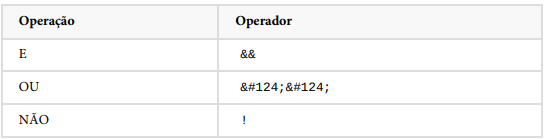 Operação Operador
E &&
OU &#124;&#124;
NÃO !